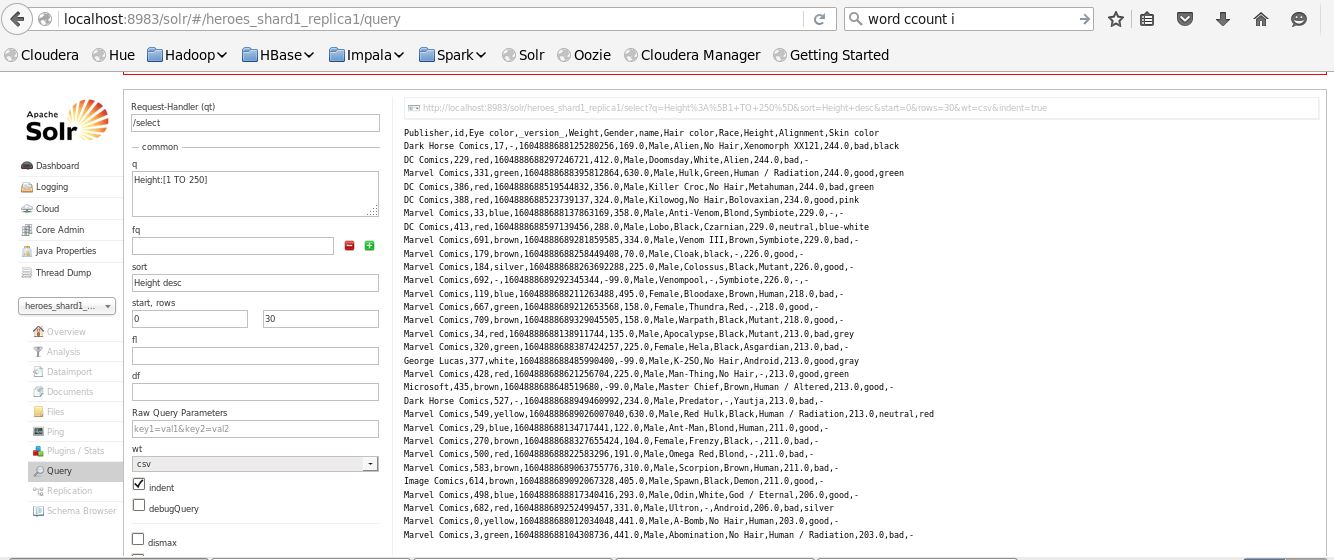 localhost:8983/solr/#/heroes_shard1_replica1/query
word ccount i
Cloudera Hue Hadoop HBase Impala Spark Solr Oozie Cloudera Manager Getting Started
Apache
Solr
Dashboard
Logging
Cloud
Core Admin
Java Properties
Thread Dump
heroes_shard1_...
Overview
Analysis
Dataimport
Documents
Files
Ping
Plugins / Stats
Query
Replication
Schema Browser
Request-Handler (qt)
/select
common
q
Height:[1 TO 250]
fq
sort
Height desc
start, rows
0 30
fl
df
Raw Query Parameters
key1=val1&key2=val2
wt
csv
indent
debugQuery
dismax
http://localhost:8983/solr/heroes_shard1_replica1/select?q=Height%3A%5B1+TO+250%5D&sort=Height+desc&start=0&rows=30&wt=csv&indent=true
Publisher,id,Eye color,_version_,Weight,Gender,name,Hair color,Race,Height,Alignment,Skin color
Dark Horse Comics,17,-,1604888688125280256,169.0,Male,Alien,No Hair,Xenomorph XX121,244.0,bad,black
DC Comics,229,red,1604888688297246721,412.0,Male,Doomsday,White,Alien,244.0,bad,-
Marvel Comics,331,green,1604888688395812864,630.0,Male,Hulk,Green,Human / Radiation,244.0,good,green
DC Comics,386,red,1604888688519544832,356.0,Male,Killer Croc,No Hair,Metahuman,244.0,bad,green
DC Comics,388,red,1604888688523739137,324.0,Male,Kilowog,No Hair,Bolovaxian,234.0,good,pink
Marvel Comics,33,blue,1604888688137863169,358.0,Male,Anti-Venom,Blond,Symbiote,229.0,-,-
DC Comics,413,red,1604888688597139456,288.0,Male,Lobo,Black,Czarnian,229.0,neutral,blue-white
Marvel Comics,691,brown,1604888689281859585,334.0,Male,Venom III,Brown,Symbiote,229.0,bad,-
Marvel Comics,179,brown,1604888688258449408,70.0,Male,Cloak,black,-,226.0,good,-
Marvel Comics,184,silver,1604888688263692288,225.0,Male,Colossus,Black,Mutant,226.0,good,-
Marvel Comics,692,-,1604888689292345344,-99.0,Male,Venompool,-,Symbiote,226.0,-,-
Marvel Comics,119,blue,1604888688211263488,495.0,Female,Bloodaxe,Brown,Human,218.0,bad,-
Marvel Comics,667,green,1604888689212653568,158.0,Female,Thundra,Red,-,218.0,good,-
Marvel Comics,709,brown,1604888689329045505,158.0,Male,Warpath,Black,Mutant,218.0,good,-
Marvel Comics,34,red,1604888688138911744,135.0,Male,Apocalypse,Black,Mutant,213.0,bad,grey
Marvel Comics,320,green,1604888688387424257,225.0,Female,Hela,Black,Asgardian,213.0,bad,-
George Lucas,377,white,1604888688485990400,-99.0,Male,K-2SO,No Hair,Android,213.0,good,gray
Marvel Comics,428,red,1604888688621256704,225.0,Male,Man-Thing,No Hair,-,213.0,good,green
Microsoft,435,brown,1604888688648519680,-99.0,Male,Master Chief,Brown,Human / Altered,213.0,good,-
Dark Horse Comics,527,-,1604888688949460992,234.0,Male,Predator,-,Yautja,213.0,bad,-
Marvel Comics,549,yellow,1604888689026007040,630.0,Male,Red Hulk,Black,Human / Radiation,213.0,neutral,red
Marvel Comics,29,blue,1604888688134717441,122.0,Male,Ant-Man,Blond,Human,211.0,good,-
Marvel Comics,270,brown,1604888688327655424,104.0,Female,Frenzy,Black,-,211.0,bad,-
Marvel Comics,500,red,1604888688822583296,191.0,Male,Omega Red,Blond,-,211.0,bad,-
Marvel Comics,583,brown,1604888689063755776,310.0,Male,Scorpion,Brown,Human,211.0,bad,-
Image Comics,614,brown,1604888689092067328,405.0,Male,Spawn,Black,Demon,211.0,good,-
Marvel Comics,498,blue,1604888688817340416,293.0,Male,Odin,White,God / Eternal,206.0,good,-
Marvel Comics,682,red,1604888689252499457,331.0,Male,Ultron,-,Android,206.0,bad,silver
Marvel Comics,0,yellow,1604888688012034048,441.0,Male,A-Bomb,No Hair,Human,203.0,good,-
Marvel Comics,3,green,1604888688104308736,441.0,Male,Abomination,No Hair,Human / Radiation,203.0,bad,-